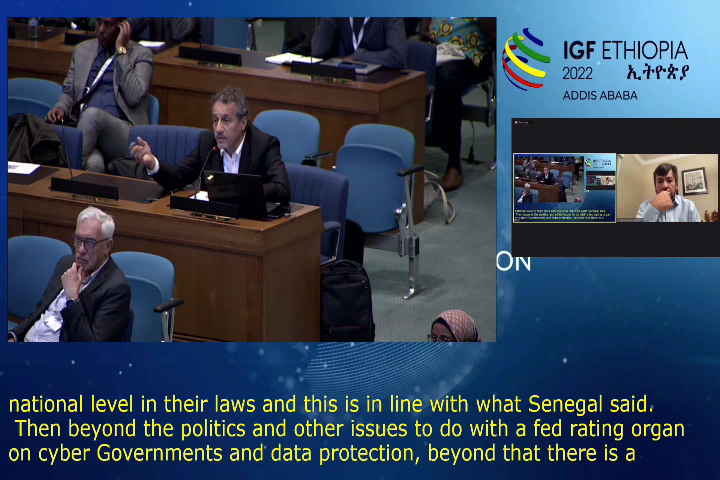 IGF ETHIOPIA
2022 ኢትዮጵያ
ADDIS ABABA
ON
national level in their laws and this is in line with what Senegal said.
Then beyond the politics and other issues to do with a fed rating organ
on cyber Governments and data protection, beyond that there is a